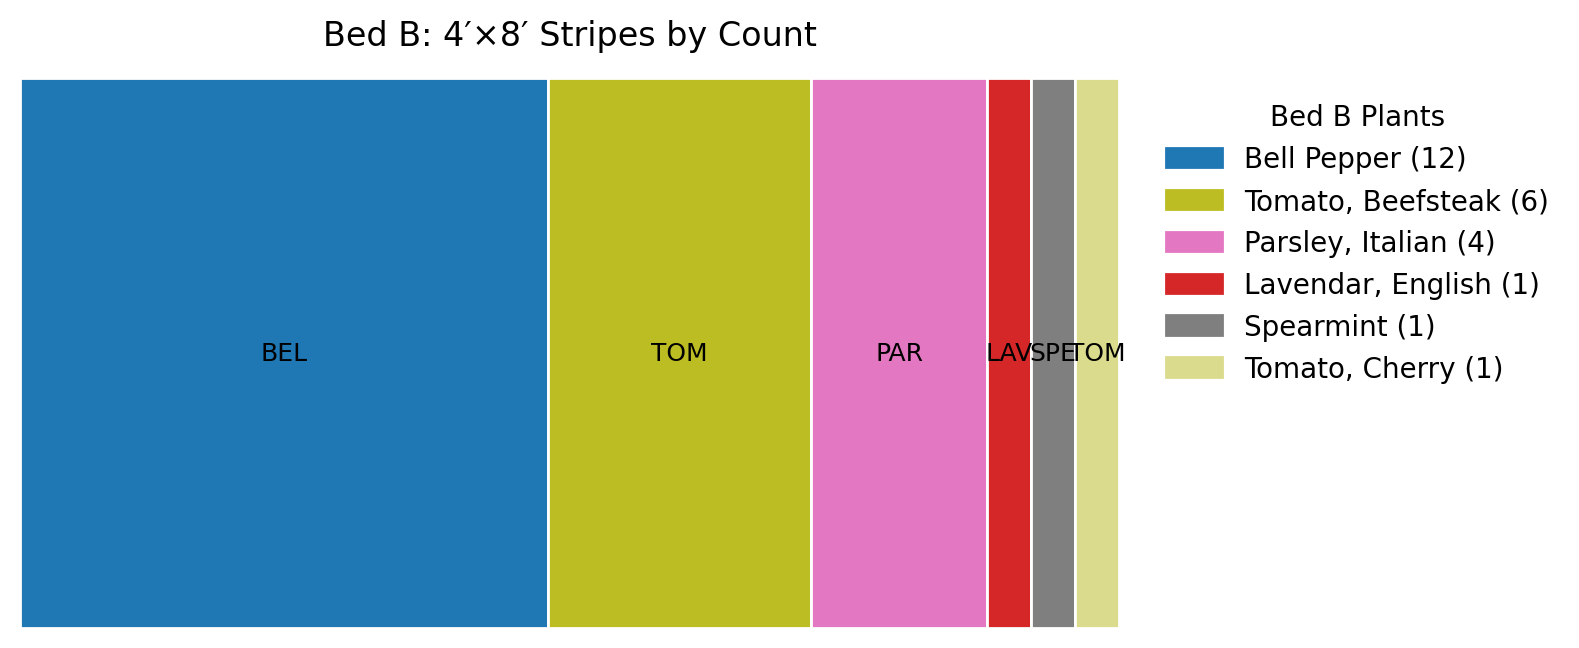 Bed B: 4′×8′ Stripes by Count
BEL
TOM
PAR
LAV
SPE
TOM
Bed B Plants
Bell Pepper (12)
Tomato, Beefsteak (6)
Parsley, Italian (4)
Lavendar, English (1)
Spearmint (1)
Tomato, Cherry (1)